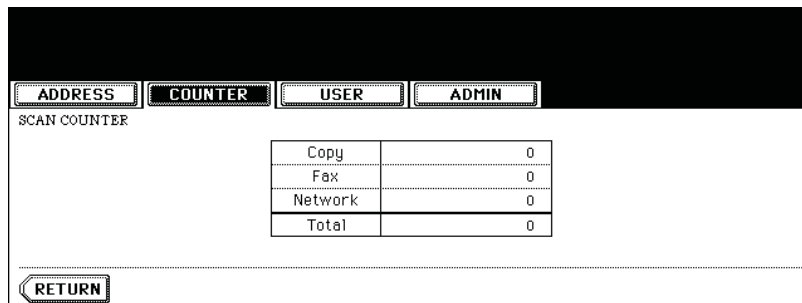 ADDRESS COUNTER USER ADMIN
SCAN COUNTER
Copy 0
Fax 0
Network 0
Total 0
RETURN